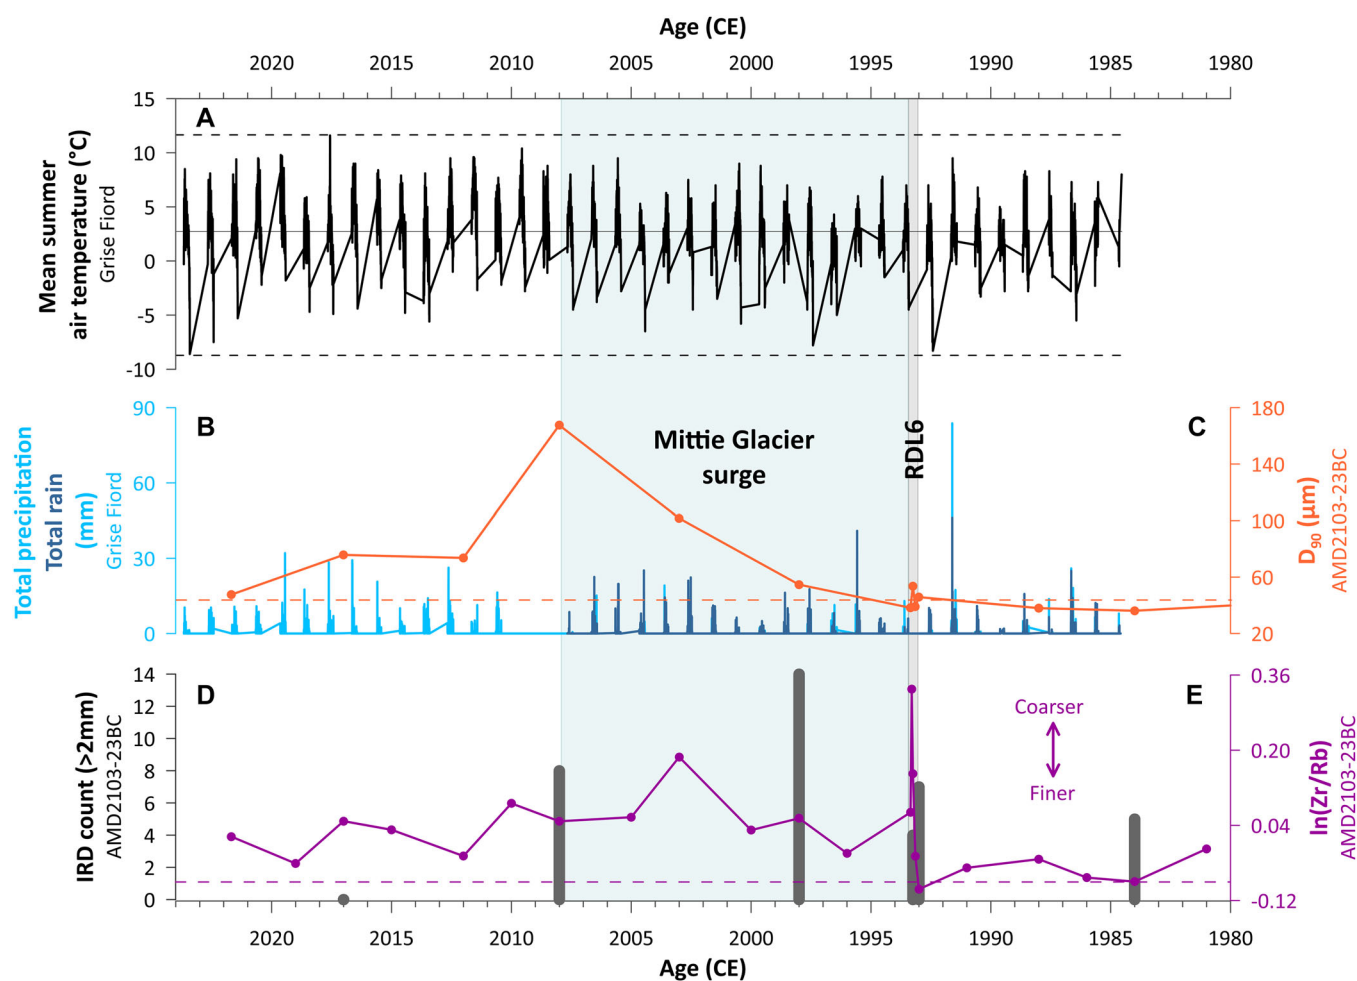 Age (CE)
2020 2015 2010 2005 2000 1995 1990 1985 1980
A
Mean summer
air temperature (°C)
Grise Fiord
15
10
5
0
-5
-10
B
Total precipitation
Total rain
(mm)
Grise Fiord
90
60
30
0
Mittie Glacier
surge
RDL6
C
180
140
100
60
20
D₉₀ (μm)
AMD2103-23BC
D
IRD count (>2mm)
AMD2103-23BC
14
12
10
8
6
4
2
0
Coarser
Finer
E
0.36
0.20
0.04
-0.12
ln(Zr/Rb)
AMD2103-23BC
2020 2015 2010 2005 2000 1995 1990 1985 1980
Age (CE)